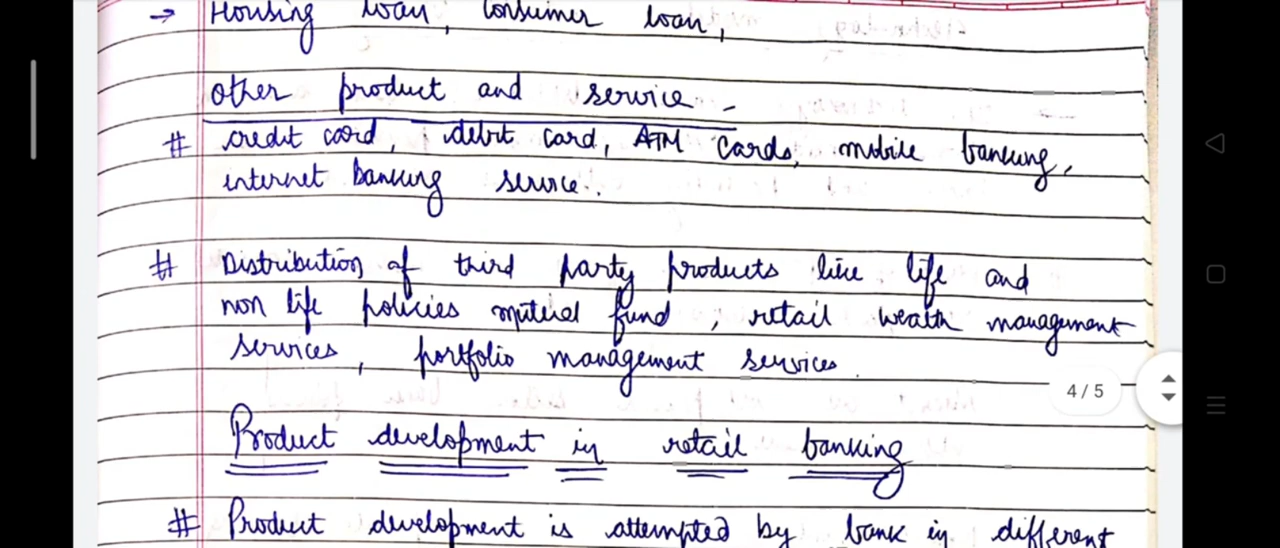 → Housing loan, Consumer loan,
other product and service -
# credit card, debit card, ATM cards, mobile banking,
internet banking service.
# Distribution of third party products like life and
non life policies mutual fund, retail wealth management
services, portfolio management services.
4/5
Product development in retail banking
# Product development is attempted by bank in different